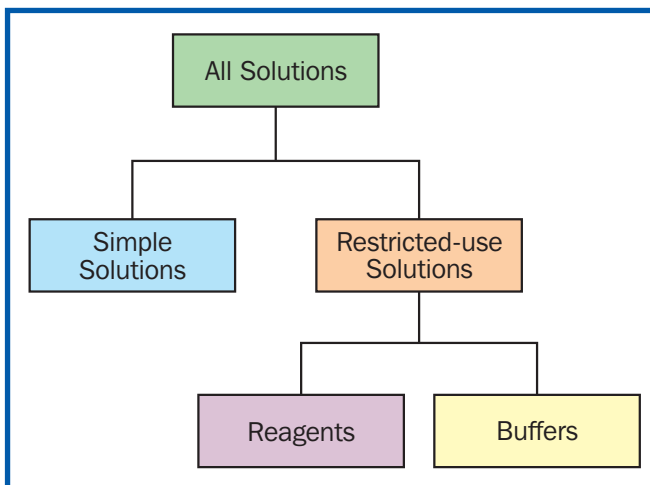 All Solutions
Simple
Solutions
Restricted-use
Solutions
Reagents
Buffers